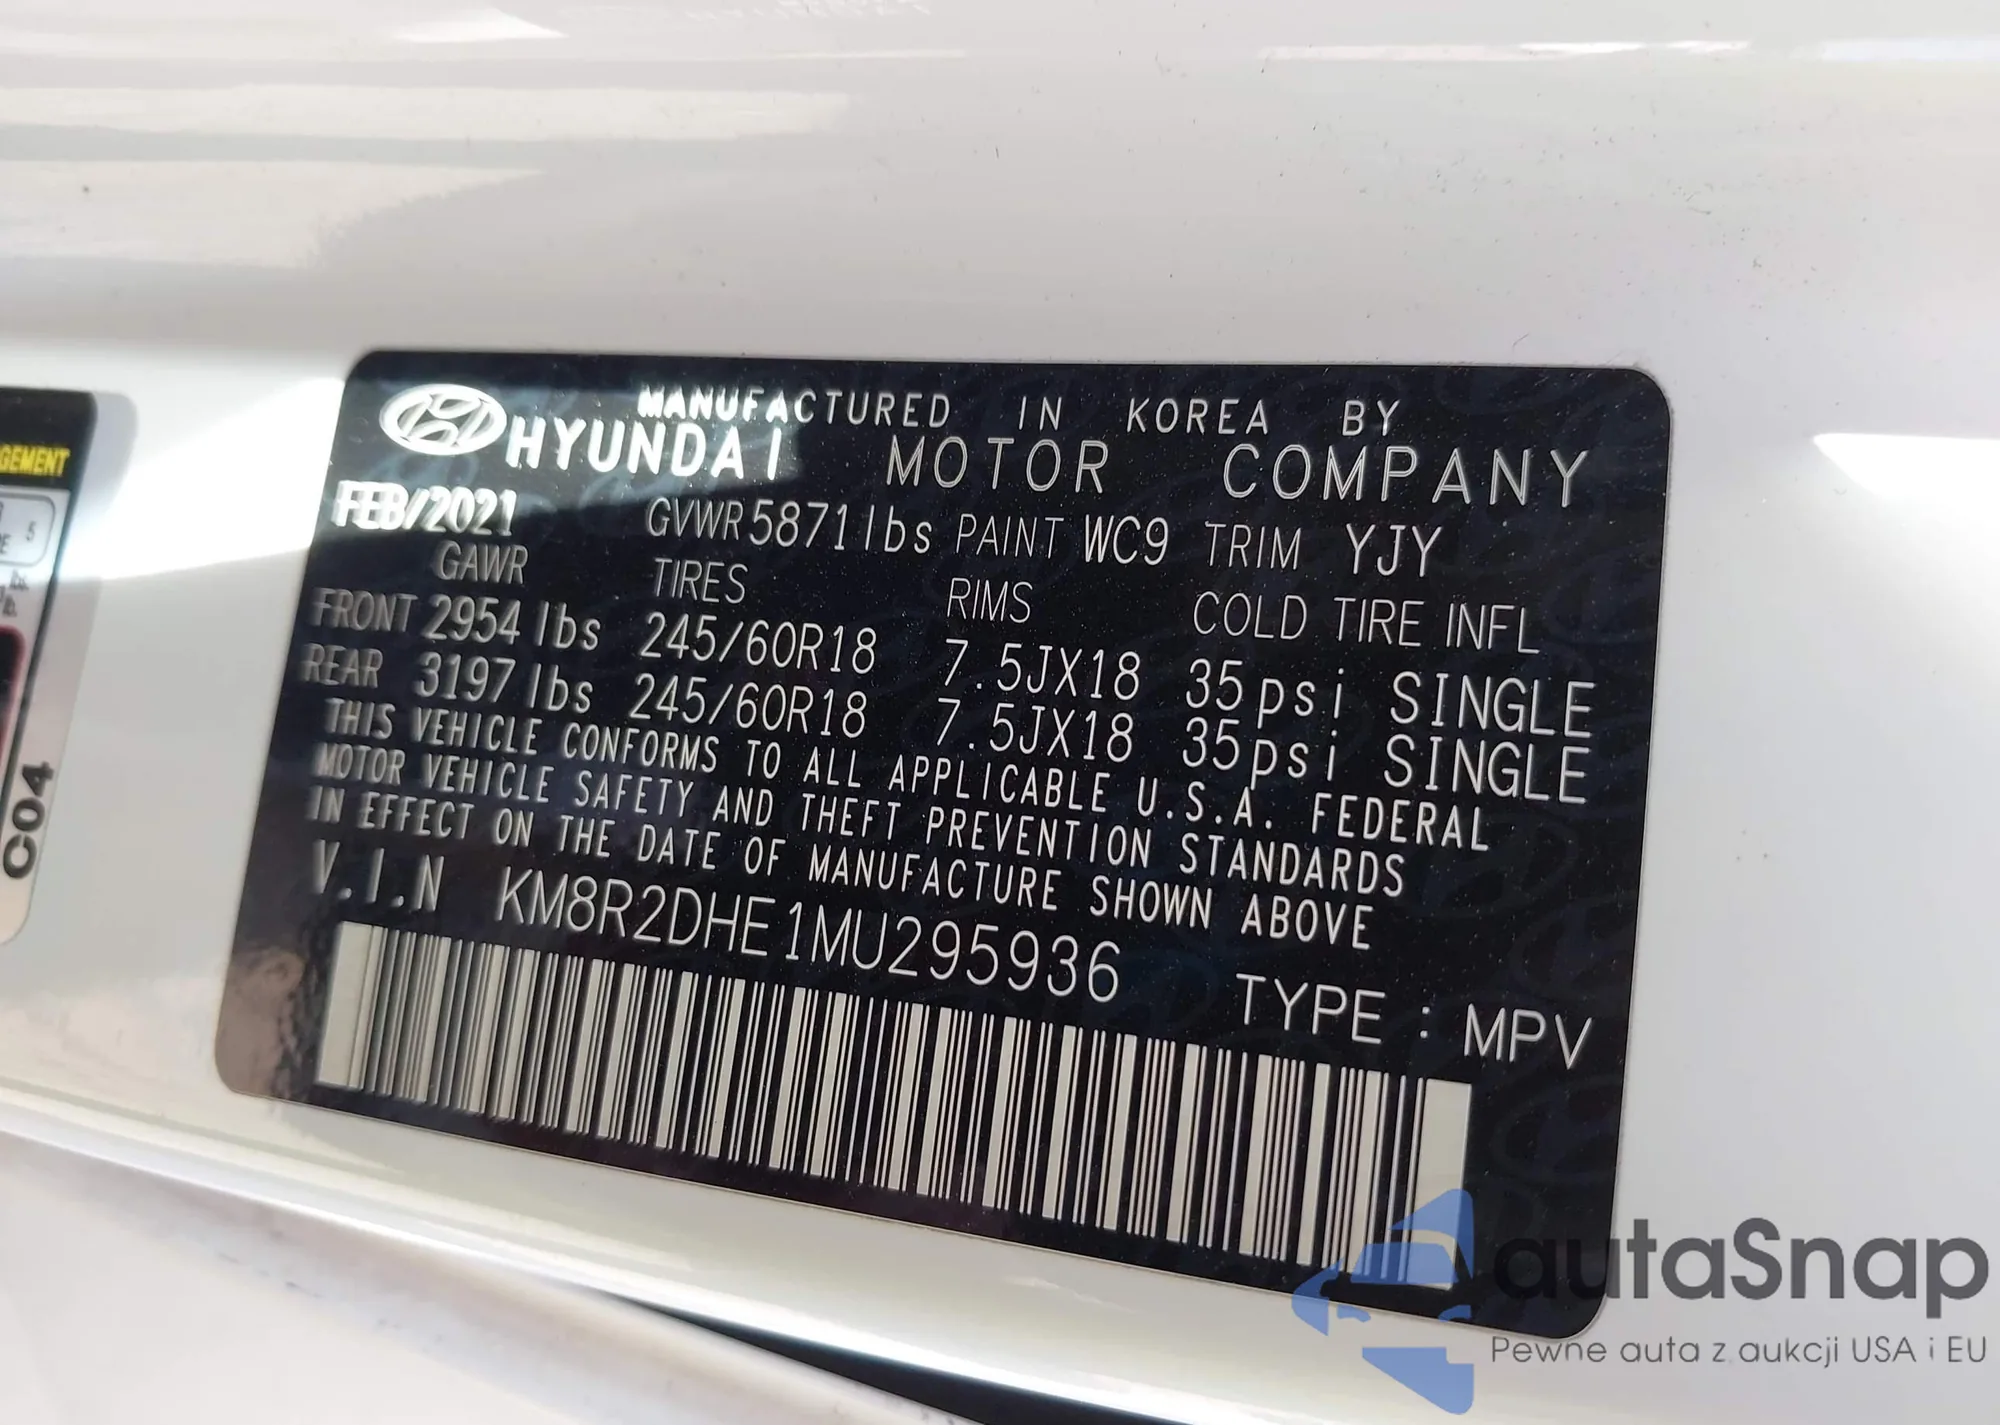 MANUFACTURED IN KOREA BY
HYUNDAI MOTOR COMPANY
FEB/2021 GVWR 5871lbs PAINT WC9 TRIM YJY
GAWR TIRES RIMS COLD TIRE INFL
FRONT 2954 lbs 245/60R18 7.5JX18 35psi SINGLE
REAR 3197 lbs 245/60R18 7.5JX18 35psi SINGLE
THIS VEHICLE CONFORMS TO ALL APPLICABLE U.S.A. FEDERAL
MOTOR VEHICLE SAFETY AND THEFT PREVENTION STANDARDS
IN EFFECT ON THE DATE OF MANUFACTURE SHOWN ABOVE
V.I.N KM8R2DHE1MU295936
TYPE : MPV
5
C04
autaSnap
Pewne auta z aukcji USA i EU